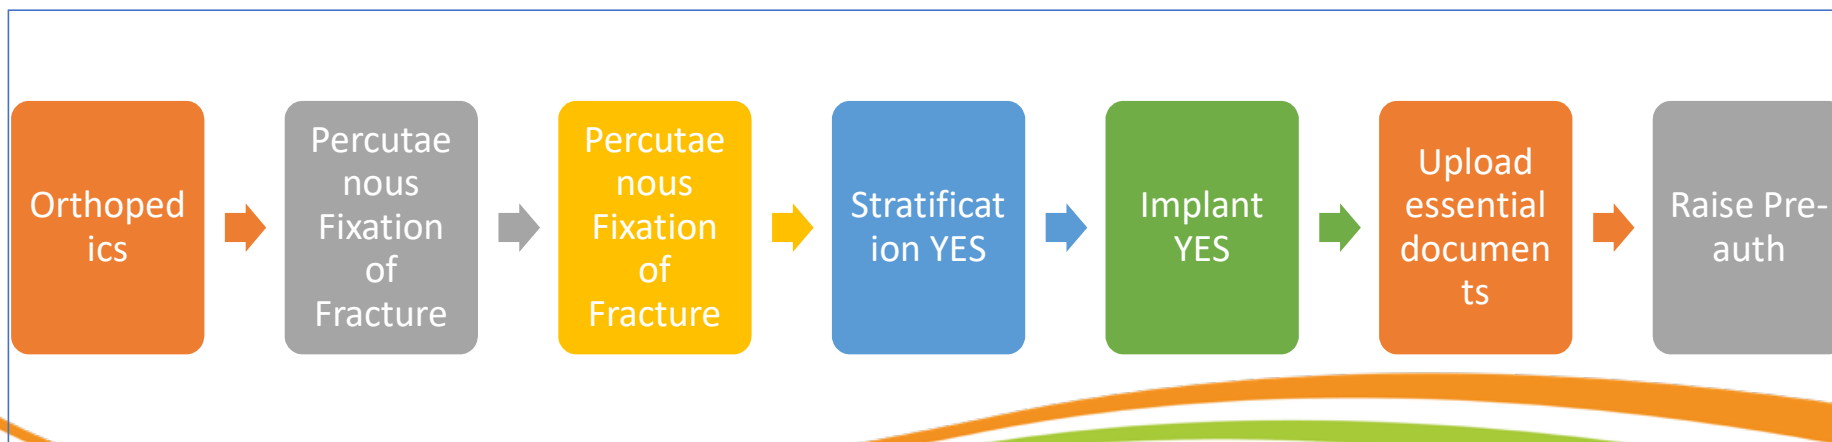 Orthoped
ics
Percutae
nous
Fixation
of
Fracture
Percutae
nous
Fixation
of
Fracture
Stratificat
ion YES
Implant
YES
Upload
essential
documen
ts
Raise Pre-
auth